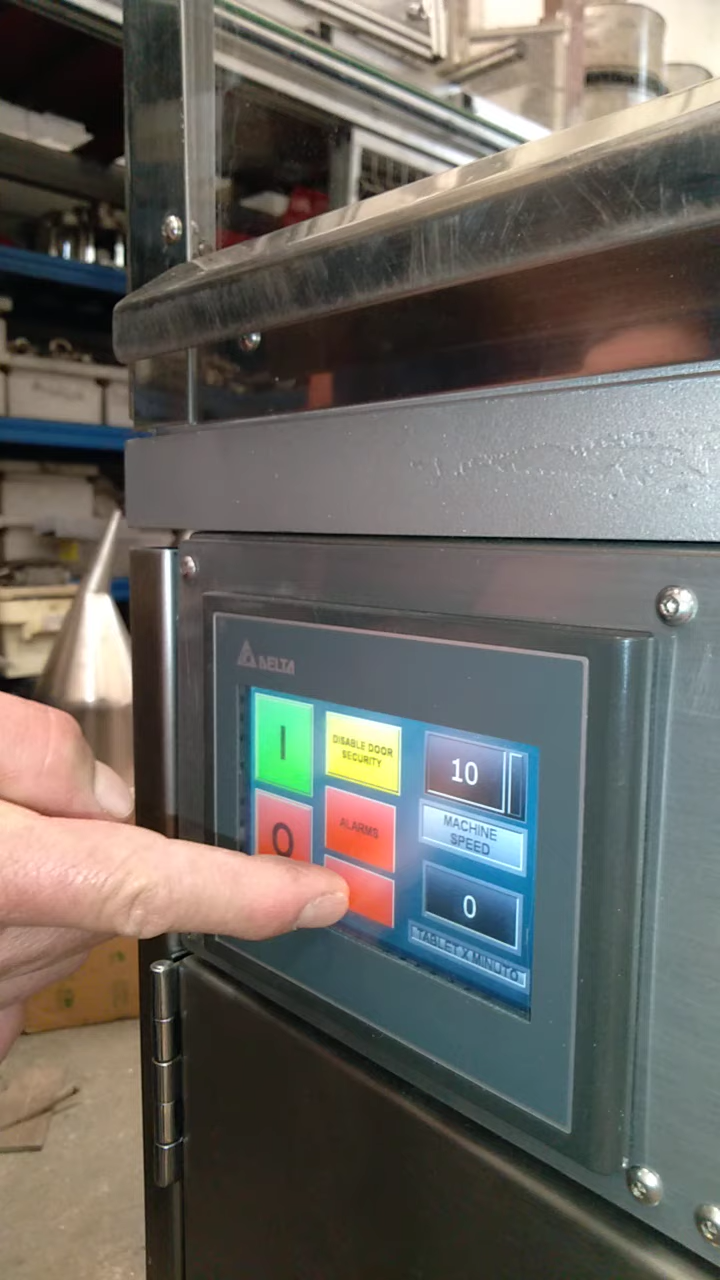 DELTA
I
DISABLE DOOR
SECURITY
10
O
ALARMS
MACHINE
SPEED
0
TABLET X MINUTO